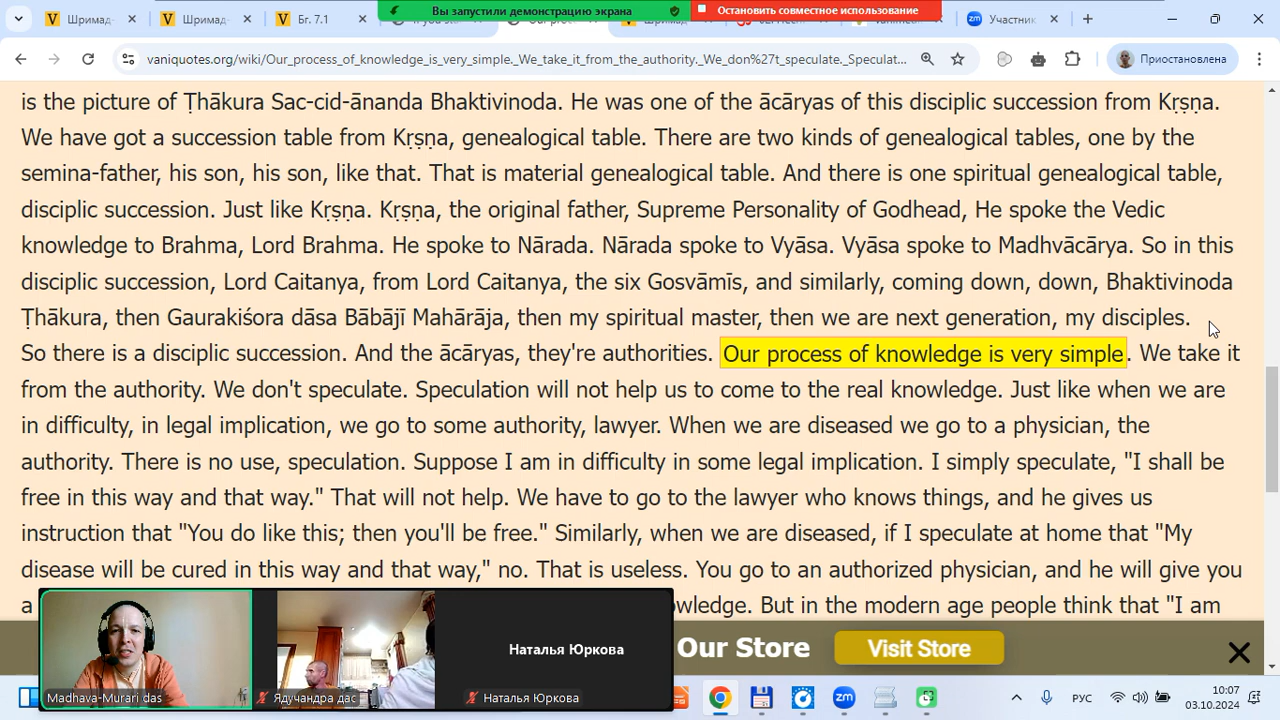 Шримад-
Шримад-
Бг. 7.1
Вы запустили демонстрацию экрана
Остановить совместное использование
Участник
vaniquotes.org/wiki/Our_process_of_knowledge_is_very_simple._We_take_it_from_the_authority._We_don%27t_speculate._Speculat...
Приостановлена
is the picture of Ṭhākura Sac-cid-ānanda Bhaktivinoda. He was one of the ācāryas of this disciplic succession from Kṛṣṇa.
We have got a succession table from Kṛṣṇa, genealogical table. There are two kinds of genealogical tables, one by the
semina-father, his son, his son, like that. That is material genealogical table. And there is one spiritual genealogical table,
disciplic succession. Just like Kṛṣṇa. Kṛṣṇa, the original father, Supreme Personality of Godhead, He spoke the Vedic
knowledge to Brahma, Lord Brahma. He spoke to Nārada. Nārada spoke to Vyāsa. Vyāsa spoke to Madhvācārya. So in this
disciplic succession, Lord Caitanya, from Lord Caitanya, the six Gosvāmīs, and similarly, coming down, down, Bhaktivinoda
Ṭhākura, then Gaurakiśora dāsa Bābājī Mahārāja, then my spiritual master, then we are next generation, my disciples.
So there is a disciplic succession. And the ācāryas, they're authorities. Our process of knowledge is very simple. We take it
from the authority. We don't speculate. Speculation will not help us to come to the real knowledge. Just like when we are
in difficulty, in legal implication, we go to some authority, lawyer. When we are diseased we go to a physician, the
authority. There is no use, speculation. Suppose I am in difficulty in some legal implication. I simply speculate, "I shall be
free in this way and that way." That will not help. We have to go to the lawyer who knows things, and he gives us
instruction that "You do like this; then you'll be free." Similarly, when we are diseased, if I speculate at home that "My
disease will be cured in this way and that way," no. That is useless. You go to an authorized physician, and he will give you
a
wledge. But in the modern age people think that "I am
Our Store
Visit Store
Наталья Юркова
Madhava-Murari das
Ядучандра дас
Наталья Юркова
zm
РУС
10:07
03.10.2024